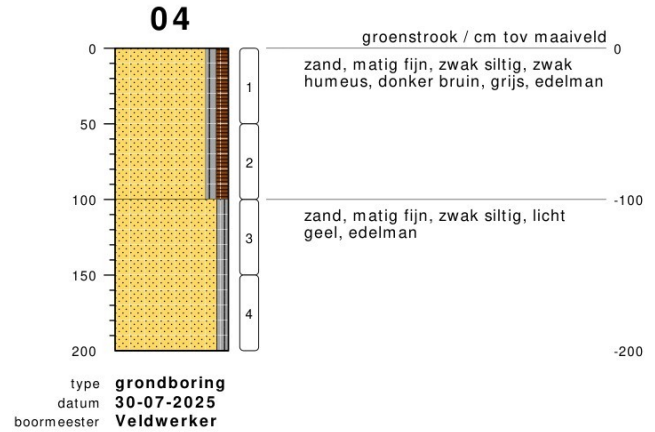 04
groenstrook / cm tov maaiveld
0
0
zand, matig fijn, zwak siltig, zwak
humeus, donker bruin, grijs, edelman
1
50
2
100
-100
zand, matig fijn, zwak siltig, licht
geel, edelman
3
150
4
200
-200
type grondboring
datum 30-07-2025
boormeester Veldwerker